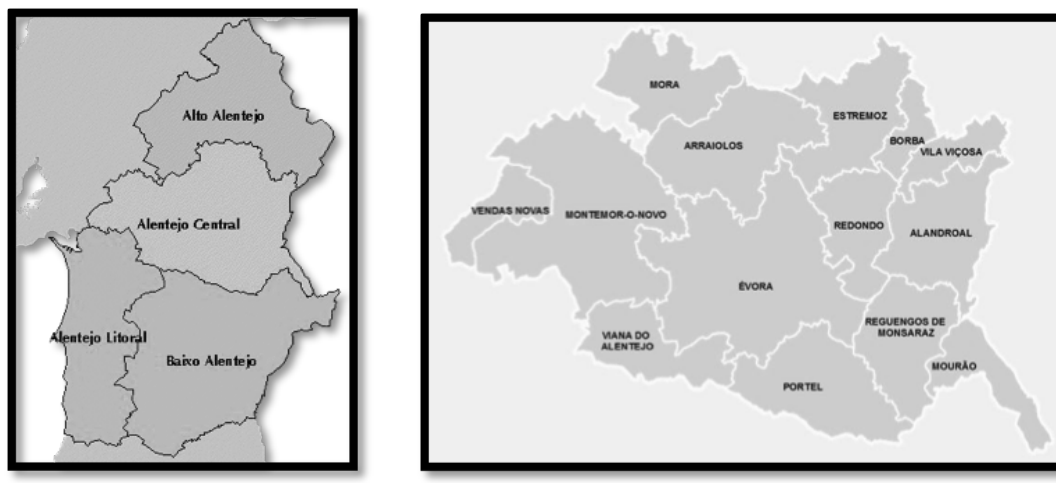 Alto Alentejo
Alentejo Central
Alentejo Litoral
Baixo Alentejo
MORA
ESTREMOZ
ARRAIOLOS
BORBA
VILA VIÇOSA
VENDAS NOVAS
MONTEMOR-O-NOVO
REDONDO
ALANDROAL
ÉVORA
REGUENGOS DE
MONSARAZ
VIANA DO
ALENTEJO
MOURÃO
PORTEL